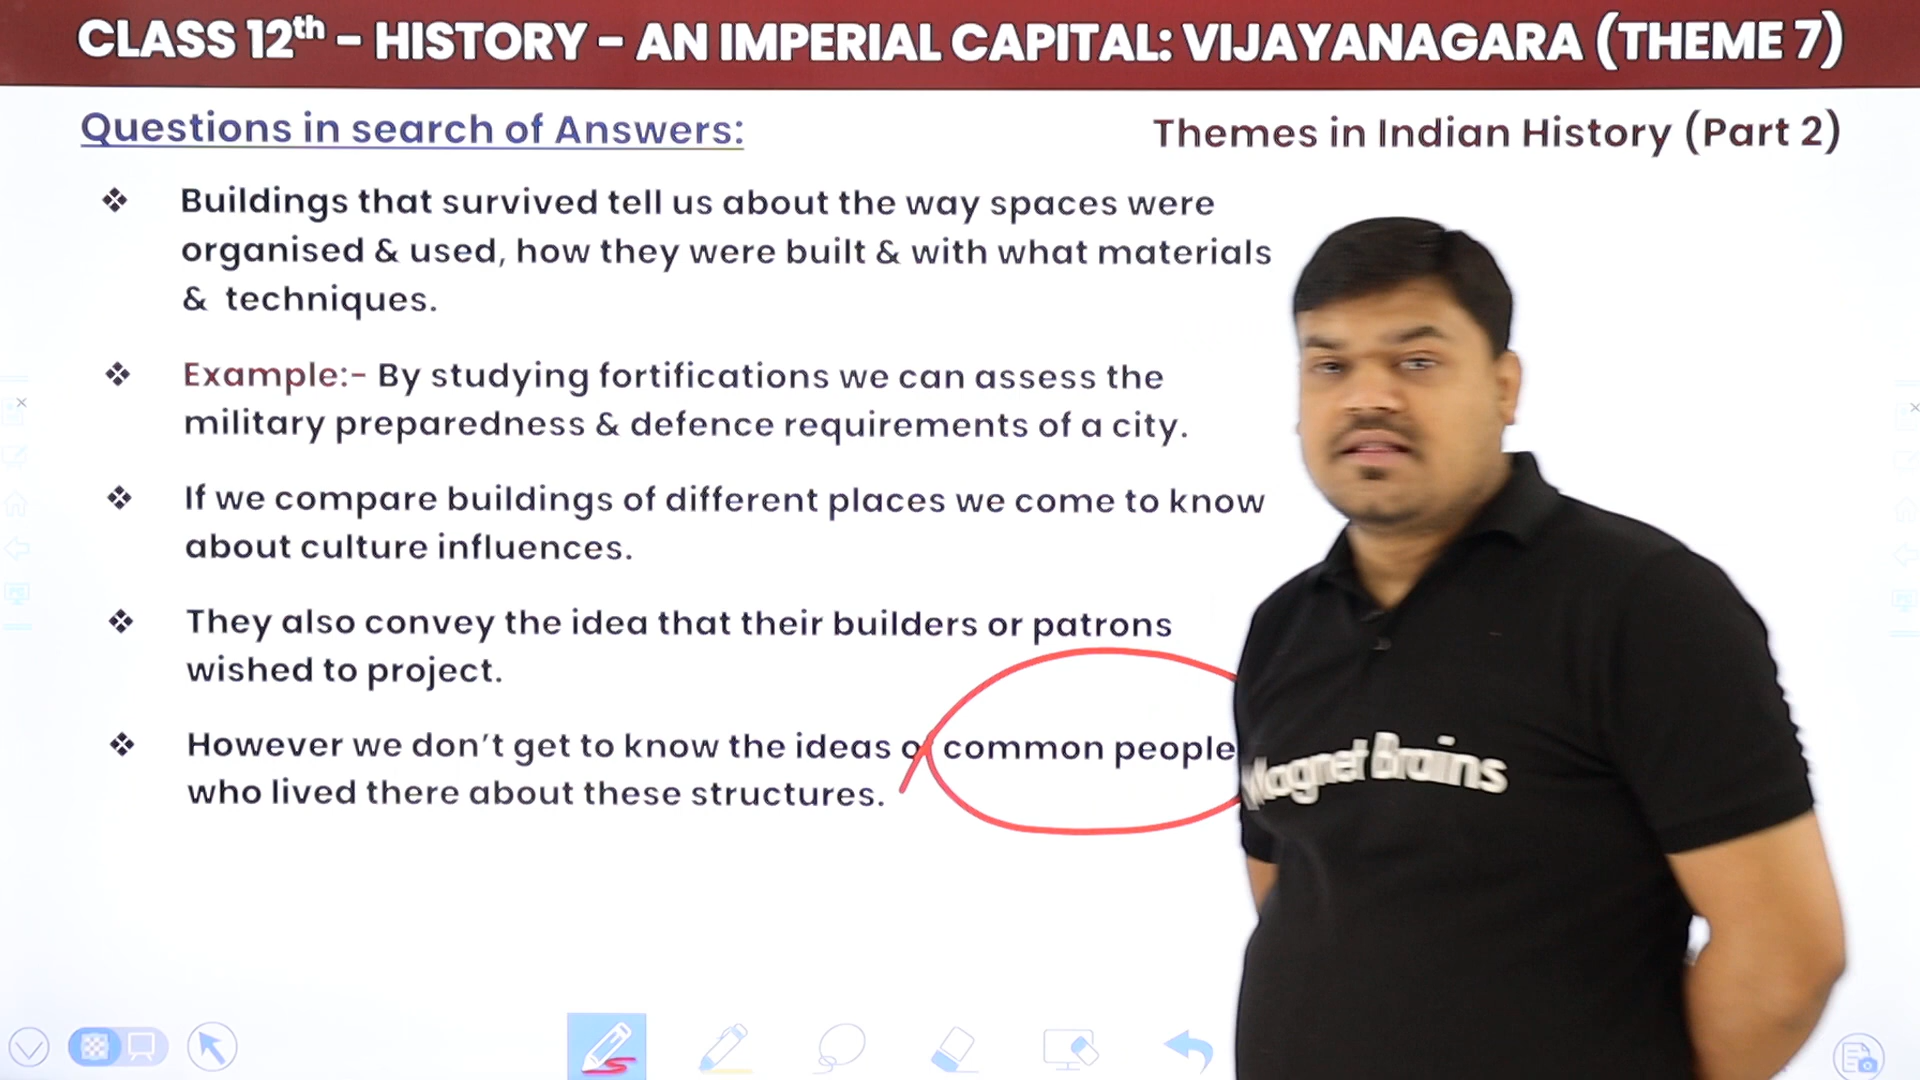 CLASS 12th - HISTORY - AN IMPERIAL CAPITAL: VIJAYANAGARA (THEME 7)
Questions in search of Answers:
Themes in Indian History (Part 2)
❖ Buildings that survived tell us about the way spaces were
organised & used, how they were built & with what materials
& techniques.
❖ Example:- By studying fortifications we can assess the
military preparedness & defence requirements of a city.
❖ If we compare buildings of different places we come to know
about culture influences.
❖ They also convey the idea that their builders or patrons
wished to project.
❖ However we don't get to know the ideas of common people
who lived there about these structures.
Magnet Brains